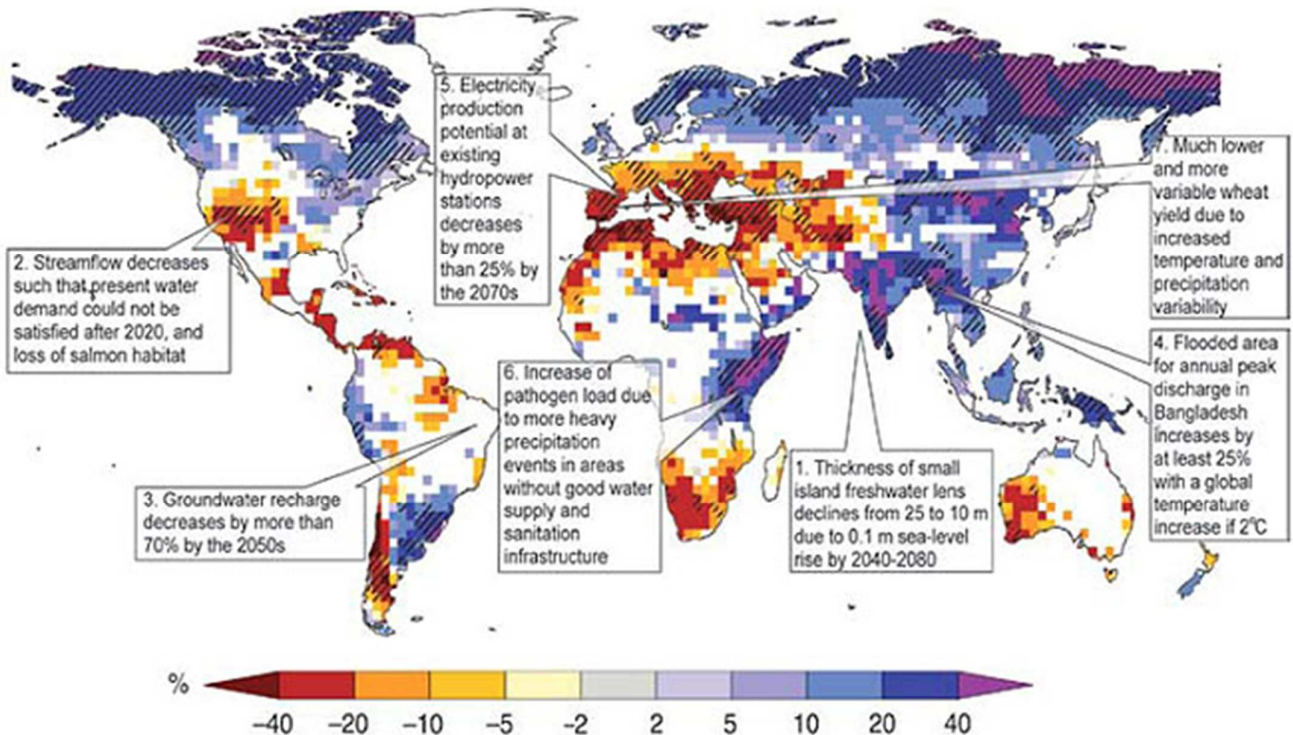 5. Electricity
production
potential at
existing
hydropower
stations
decreases
by more
than 25% by
the 2070s
7. Much lower
and more
variable wheat
yield due to
increased
temperature and
precipitation
variability
2. Streamflow decreases
such that present water
demand could not be
satisfied after 2020, and
loss of salmon habitat
4. Flooded area
for annual peak
discharge in
Bangladesh
increases by
at least 25%
with a global
temperature
increase if 2°C
6. Increase of
pathogen load due
to more heavy
precipitation
events in areas
without good water
supply and
sanitation
infrastructure
1. Thickness of small
island freshwater lens
declines from 25 to 10 m
due to 0.1 m sea-level
rise by 2040-2080
3. Groundwater recharge
decreases by more than
70% by the 2050s
%
−40 −20 −10 −5 −2 2 5 10 20 40